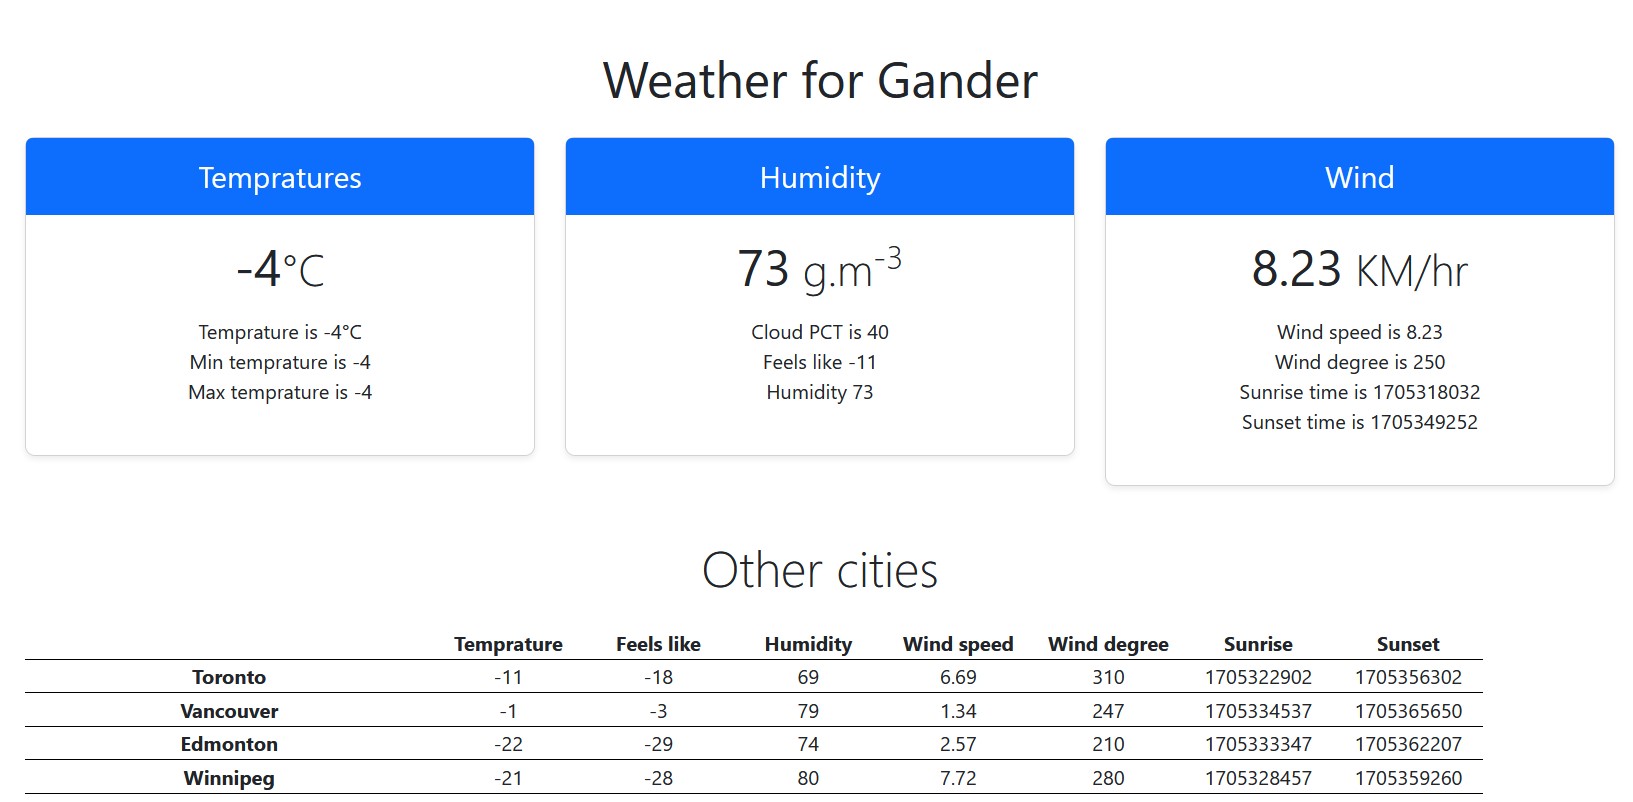 Weather for Gander
Tempratures
-4°C
Temprature is -4°C
Min temprature is -4
Max temprature is -4
Humidity
73 g.m-3
Cloud PCT is 40
Feels like -11
Humidity 73
Wind
8.23 KM/hr
Wind speed is 8.23
Wind degree is 250
Sunrise time is 1705318032
Sunset time is 1705349252
Other cities
Temprature Feels like Humidity Wind speed Wind degree Sunrise Sunset
Toronto -11 -18 69 6.69 310 1705322902 1705356302
Vancouver -1 -3 79 1.34 247 1705334537 1705365650
Edmonton -22 -29 74 2.57 210 1705333347 1705362207
Winnipeg -21 -28 80 7.72 280 1705328457 1705359260